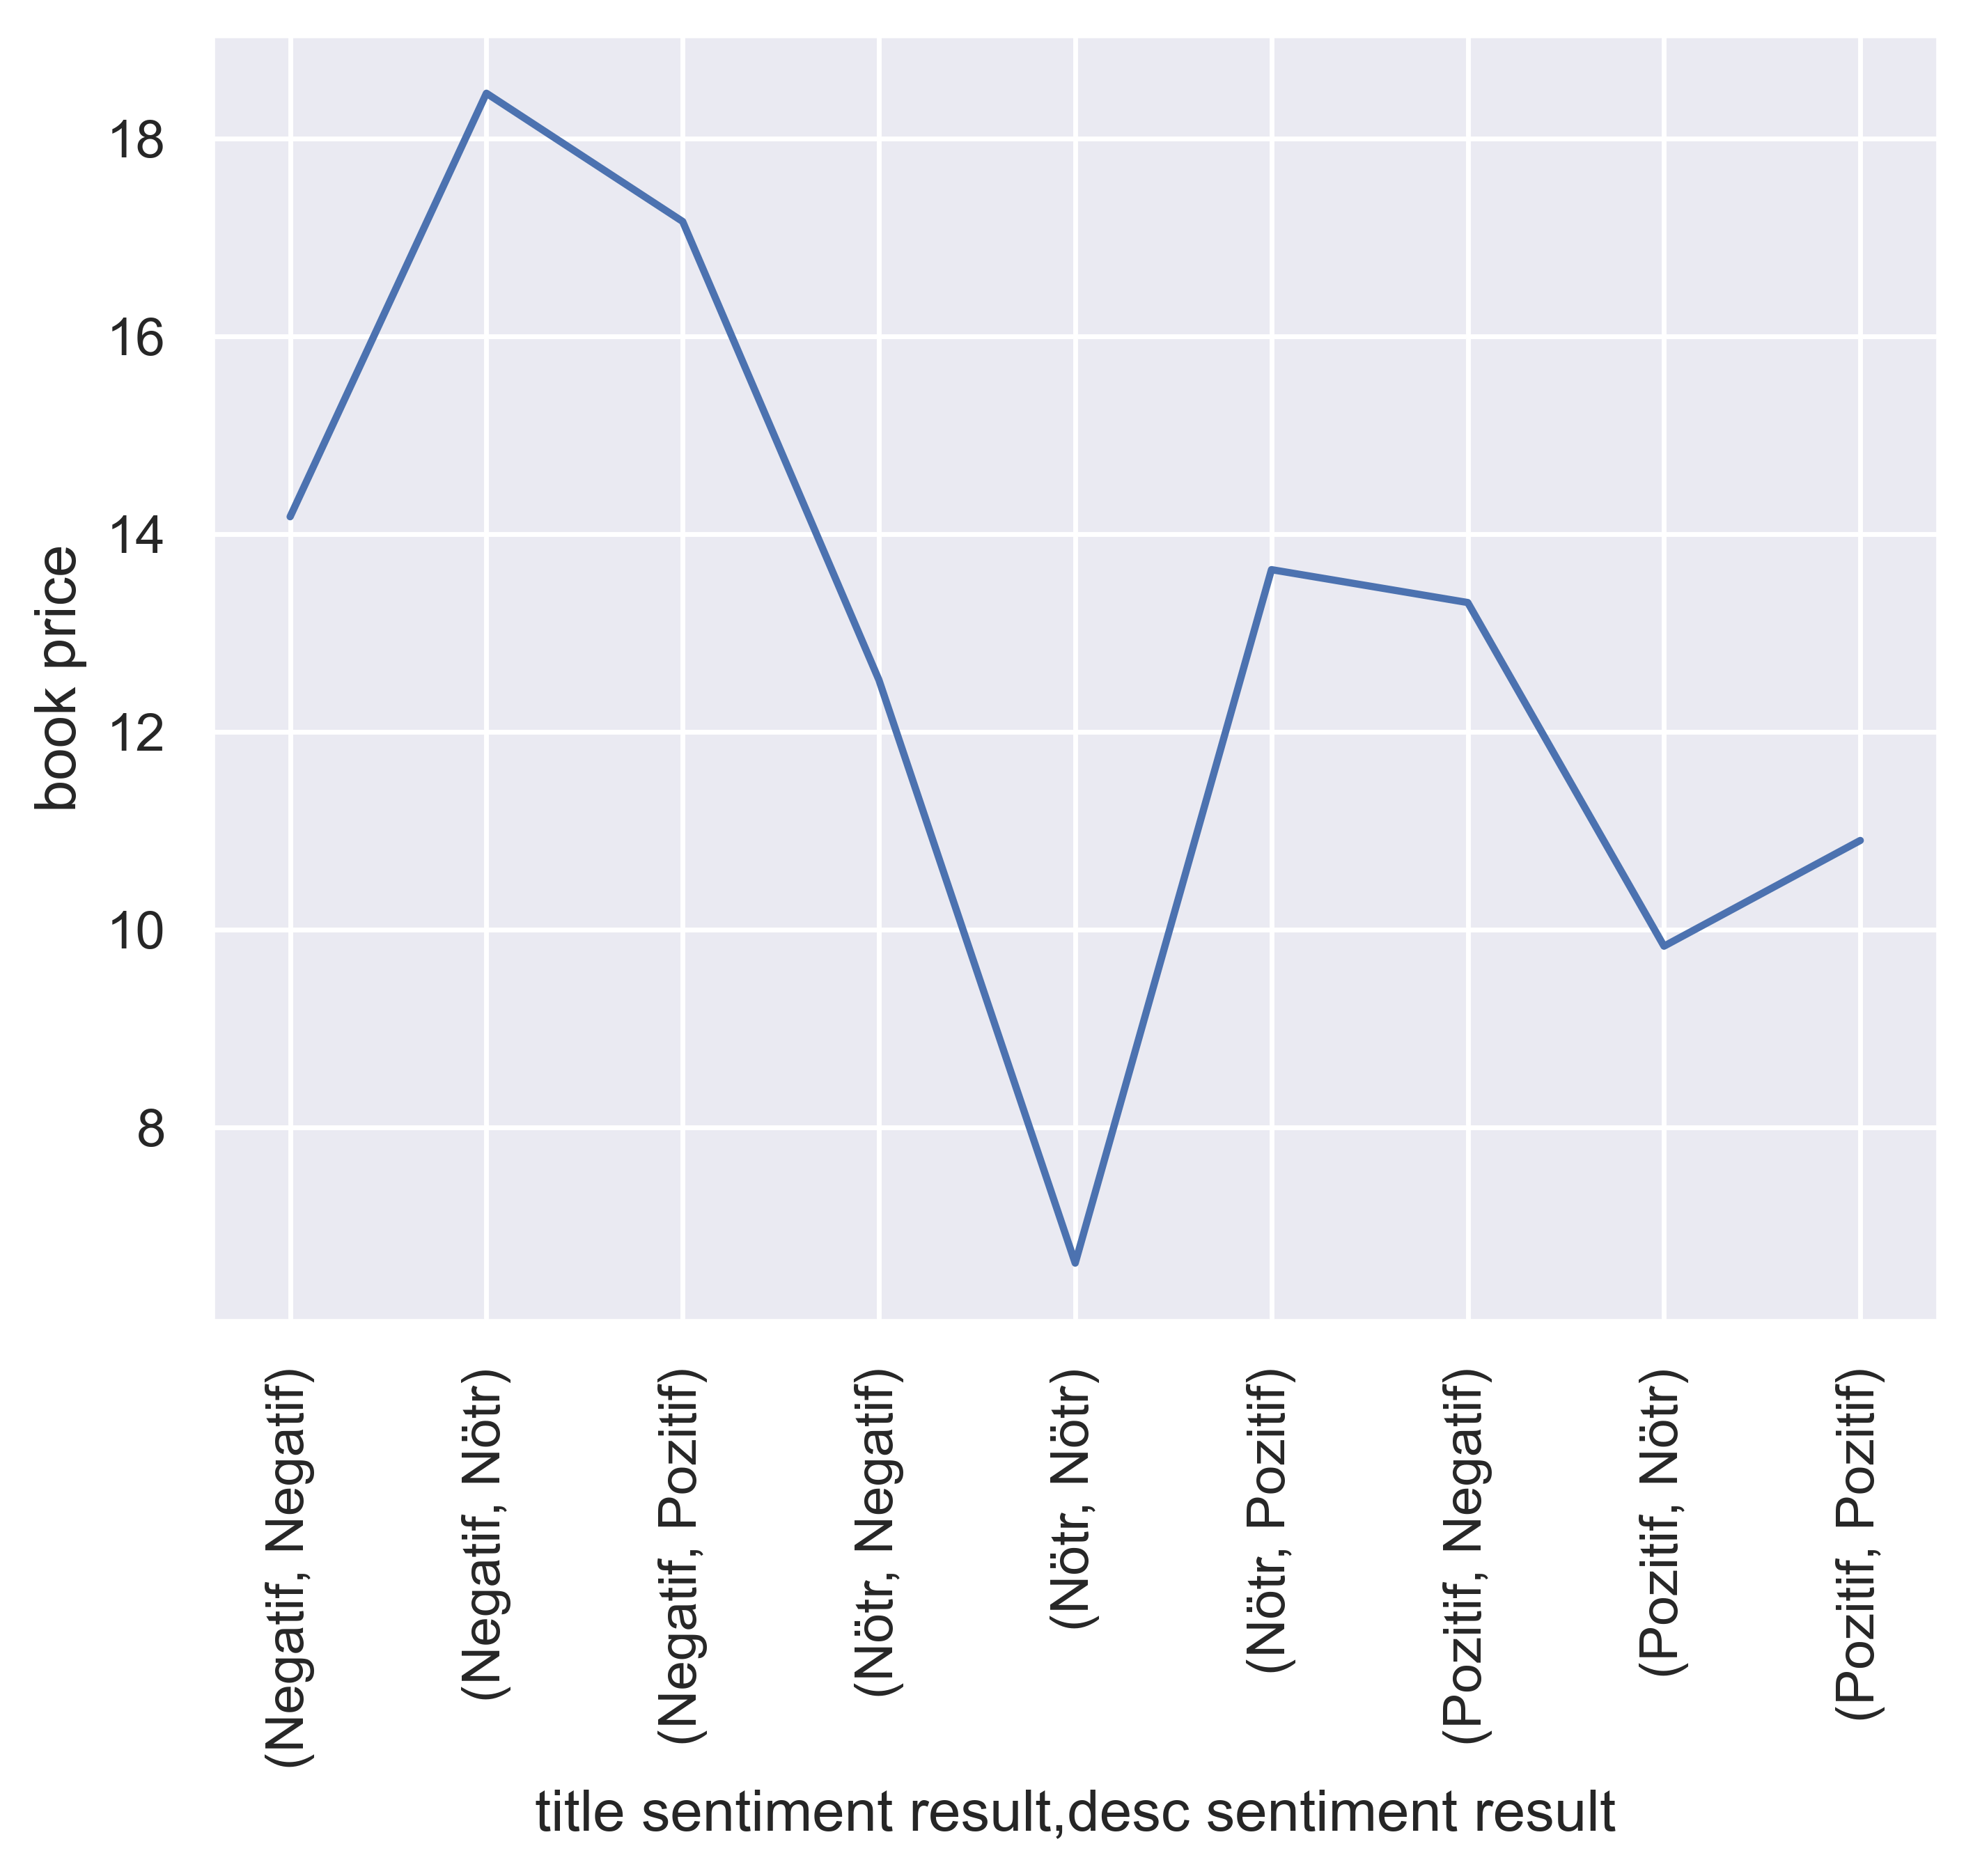 18
16
14
12
10
8
book price
(Negatif, Negatif)
(Negatif, Nötr)
(Negatif, Pozitif)
(Nötr, Negatif)
(Nötr, Nötr)
(Nötr, Pozitif)
(Pozitif, Negatif)
(Pozitif, Nötr)
(Pozitif, Pozitif)
title sentiment result,desc sentiment result